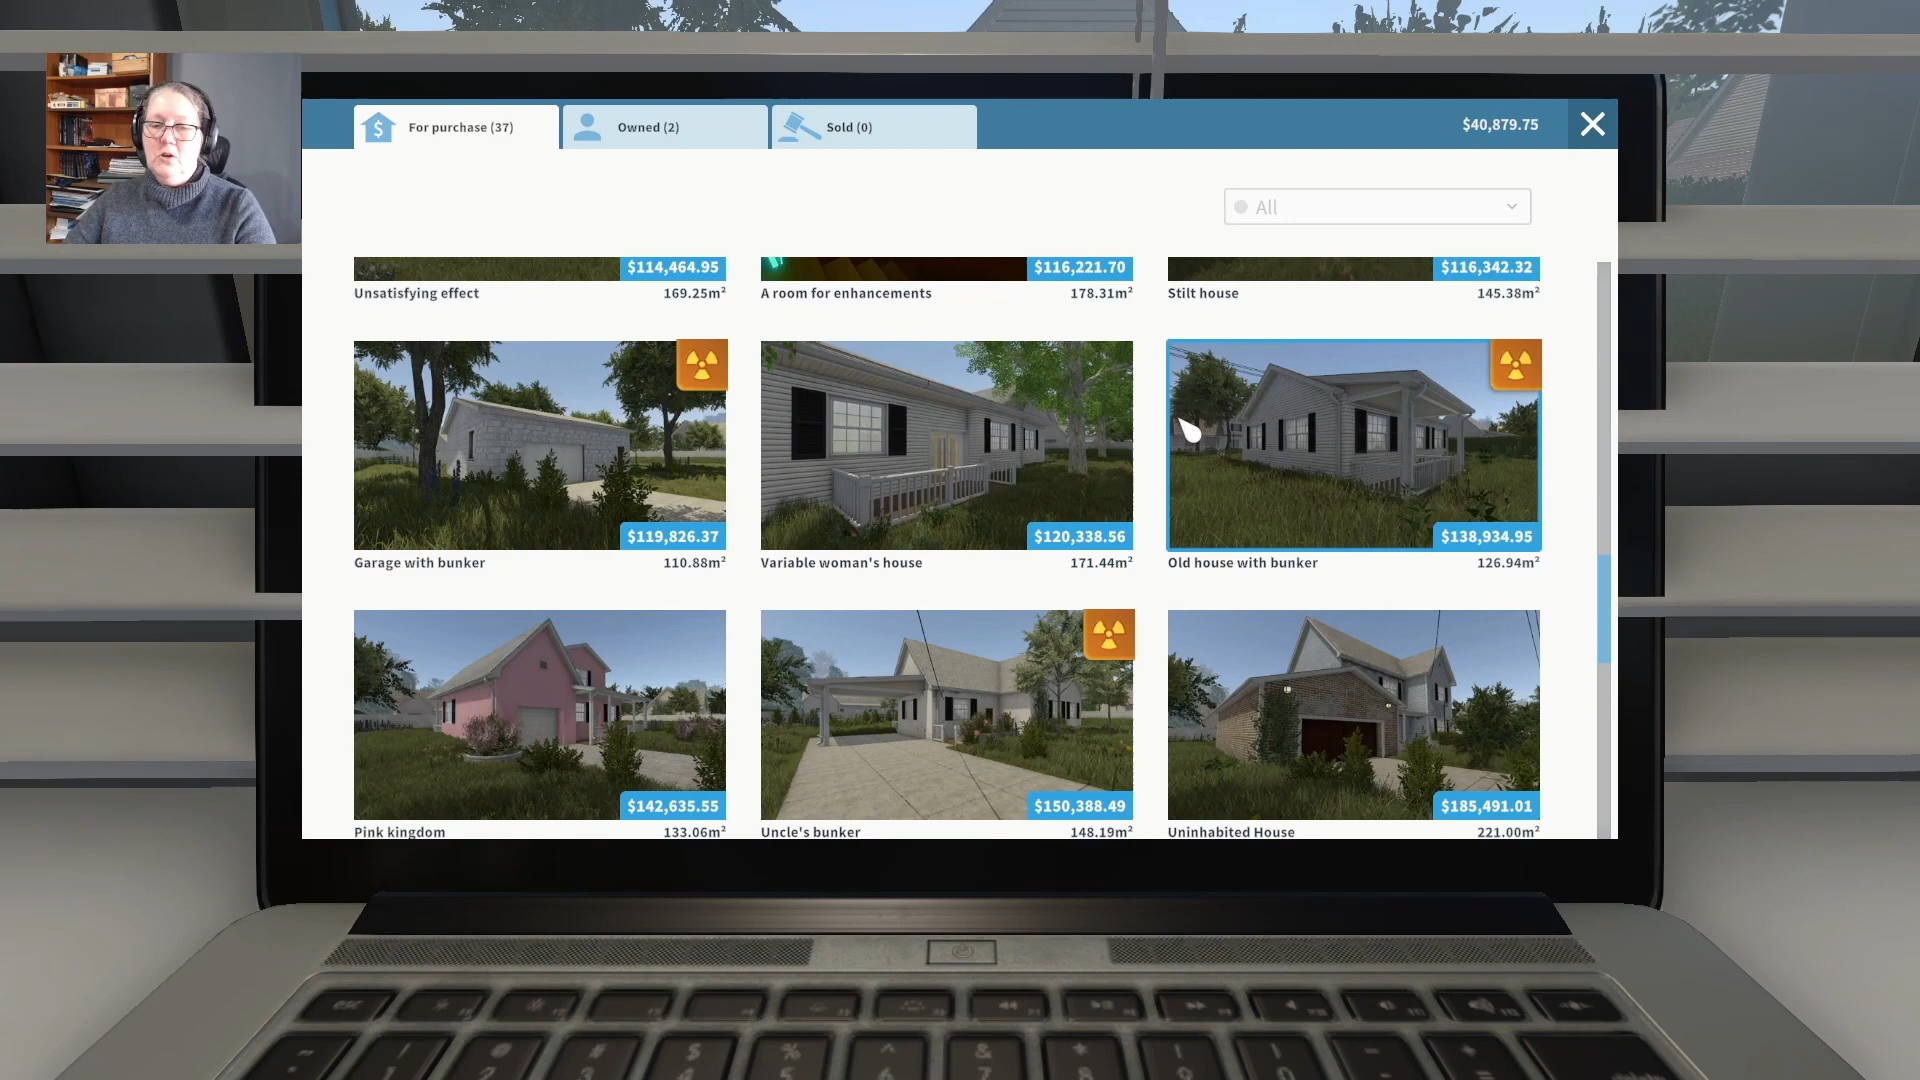 For purchase (37)
Owned (2)
Sold (0)
$40,879.75
All
$114,464.95
$116,221.70
$116,342.32
Unsatisfying effect
169.25m²
A room for enhancements
178.31m²
Stilt house
145.38m²
$119,826.37
$120,338.56
$138,934.95
Garage with bunker
110.88m²
Variable woman's house
171.44m²
Old house with bunker
126.94m²
$142,635.55
$150,388.49
$185,491.01
Pink kingdom
133.06m²
Uncle's bunker
148.19m²
Uninhabited House
221.00m²
esc